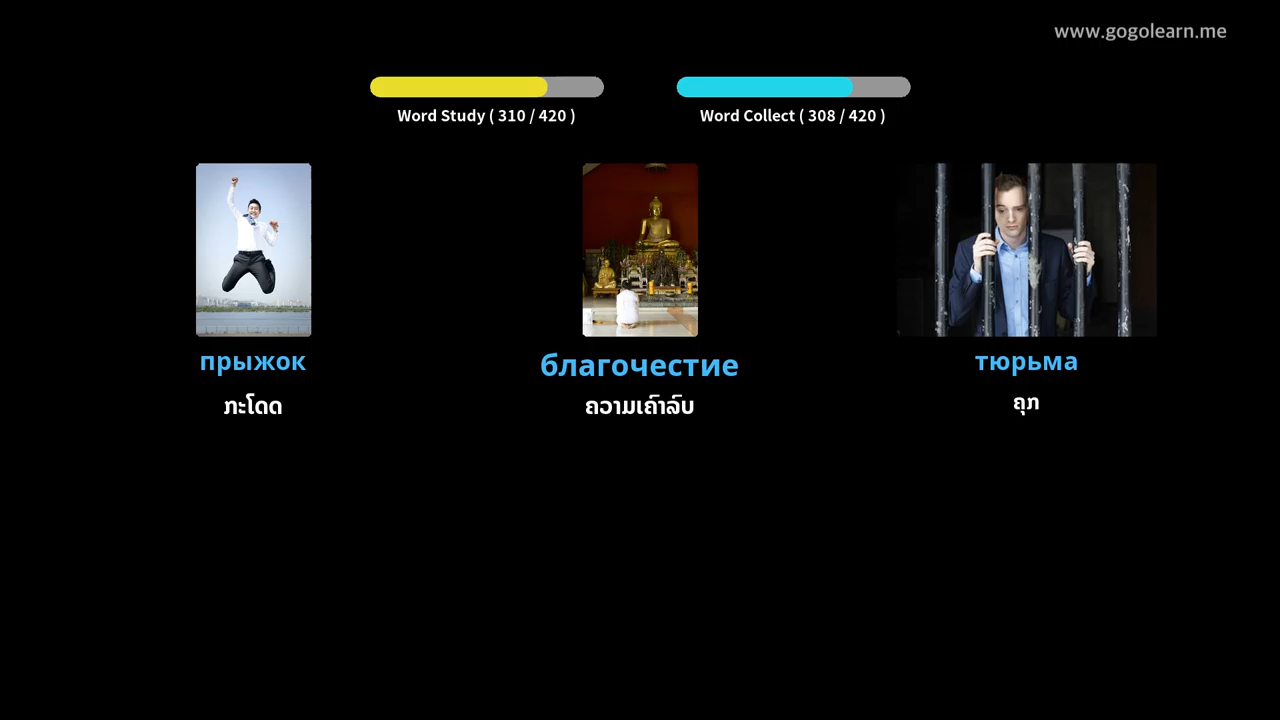 www.gogolearn.me
Word Study ( 310 / 420 )
Word Collect ( 308 / 420 )
прыжок
благочестие
тюрьма
ກະໂດດ
ຄວາມເຄົາລົບ
ຄຸກ